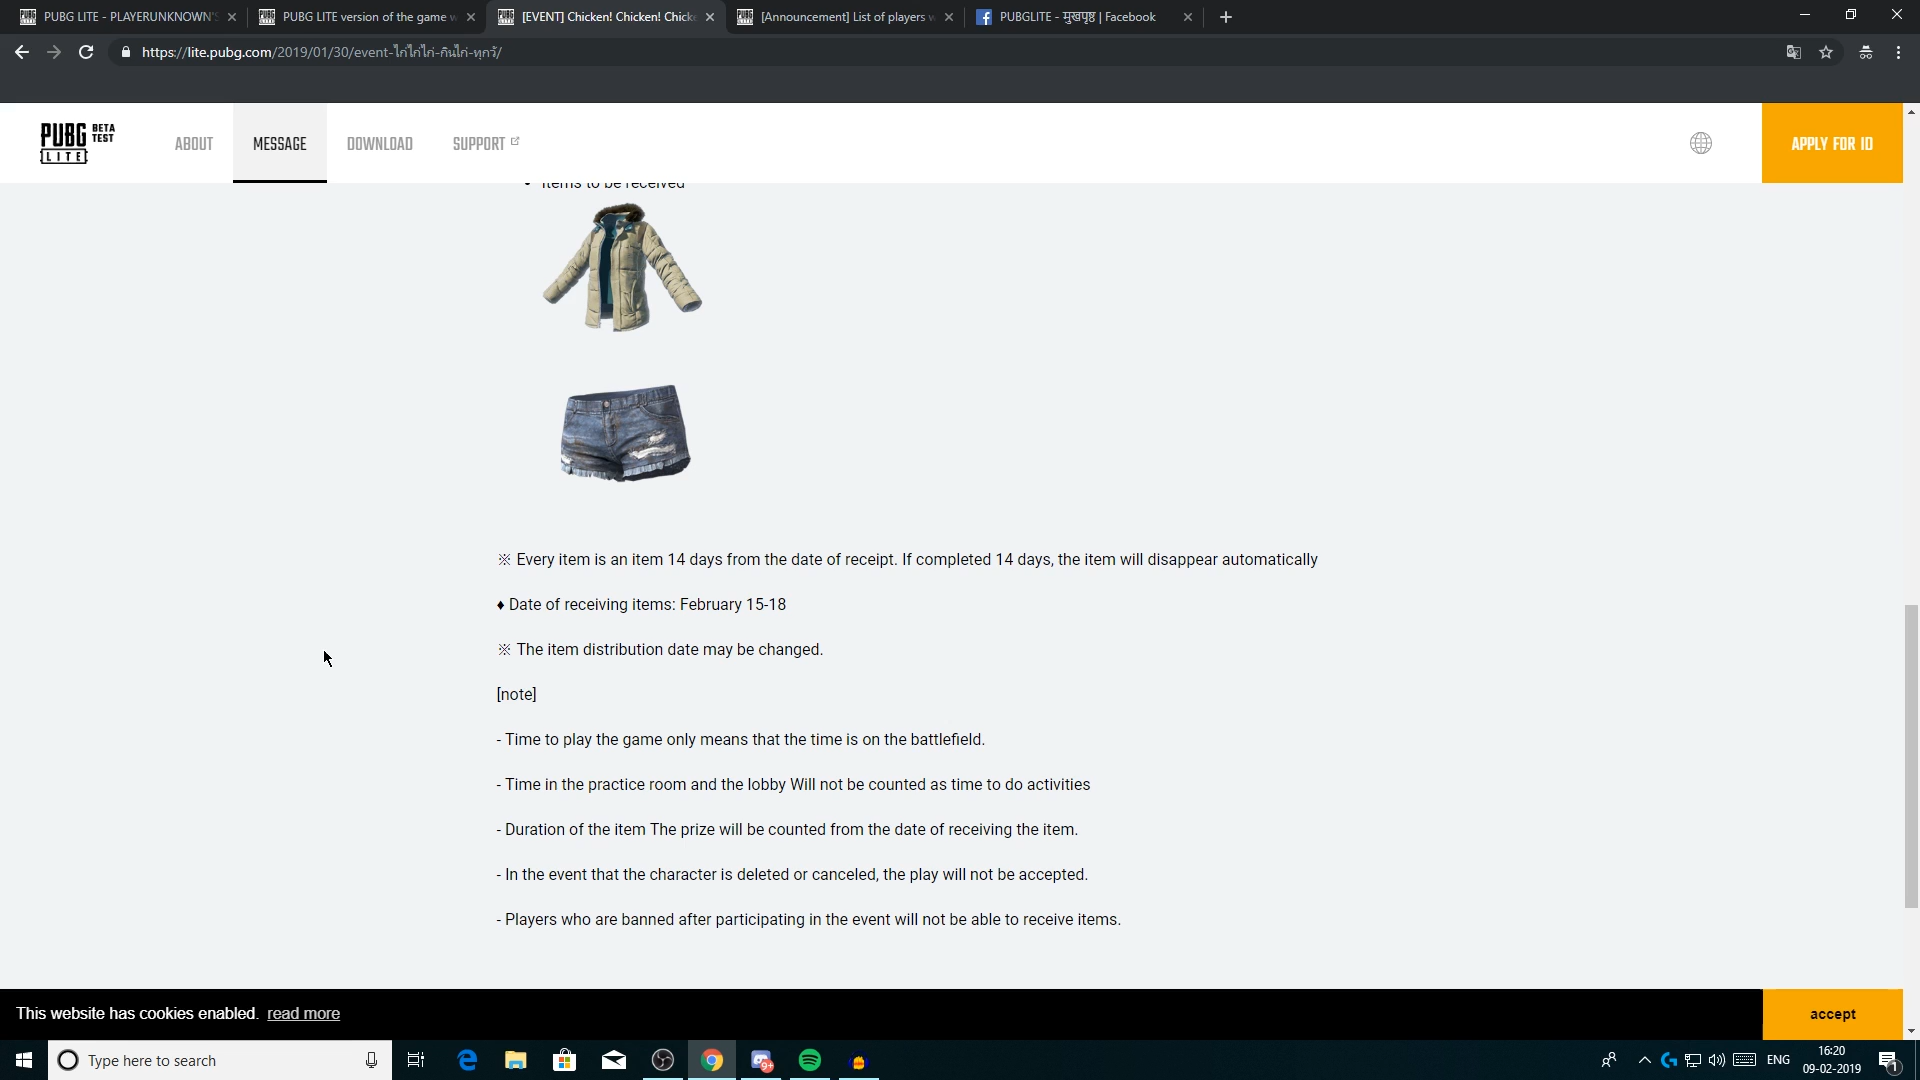 PUBG LITE - PLAYERUNKNOWN'S
PUBG LITE version of the game w
[EVENT] Chicken! Chicken! Chick
[Announcement] List of players w
PUBGLITE - मुखपृष्ठ | Facebook
https://lite.pubg.com/2019/01/30/event-ไก่ไก่ไก่-กินไก่-ทุกวั/
PUBG BETA TEST LITE
ABOUT
MESSAGE
DOWNLOAD
SUPPORT
APPLY FOR ID
• Items to be received
※ Every item is an item 14 days from the date of receipt. If completed 14 days, the item will disappear automatically
♦ Date of receiving items: February 15-18
※ The item distribution date may be changed.
[note]
- Time to play the game only means that the time is on the battlefield.
- Time in the practice room and the lobby Will not be counted as time to do activities
- Duration of the item The prize will be counted from the date of receiving the item.
- In the event that the character is deleted or canceled, the play will not be accepted.
- Players who are banned after participating in the event will not be able to receive items.
This website has cookies enabled. read more
accept
Type here to search
9+
ENG
16:20
09-02-2019
1